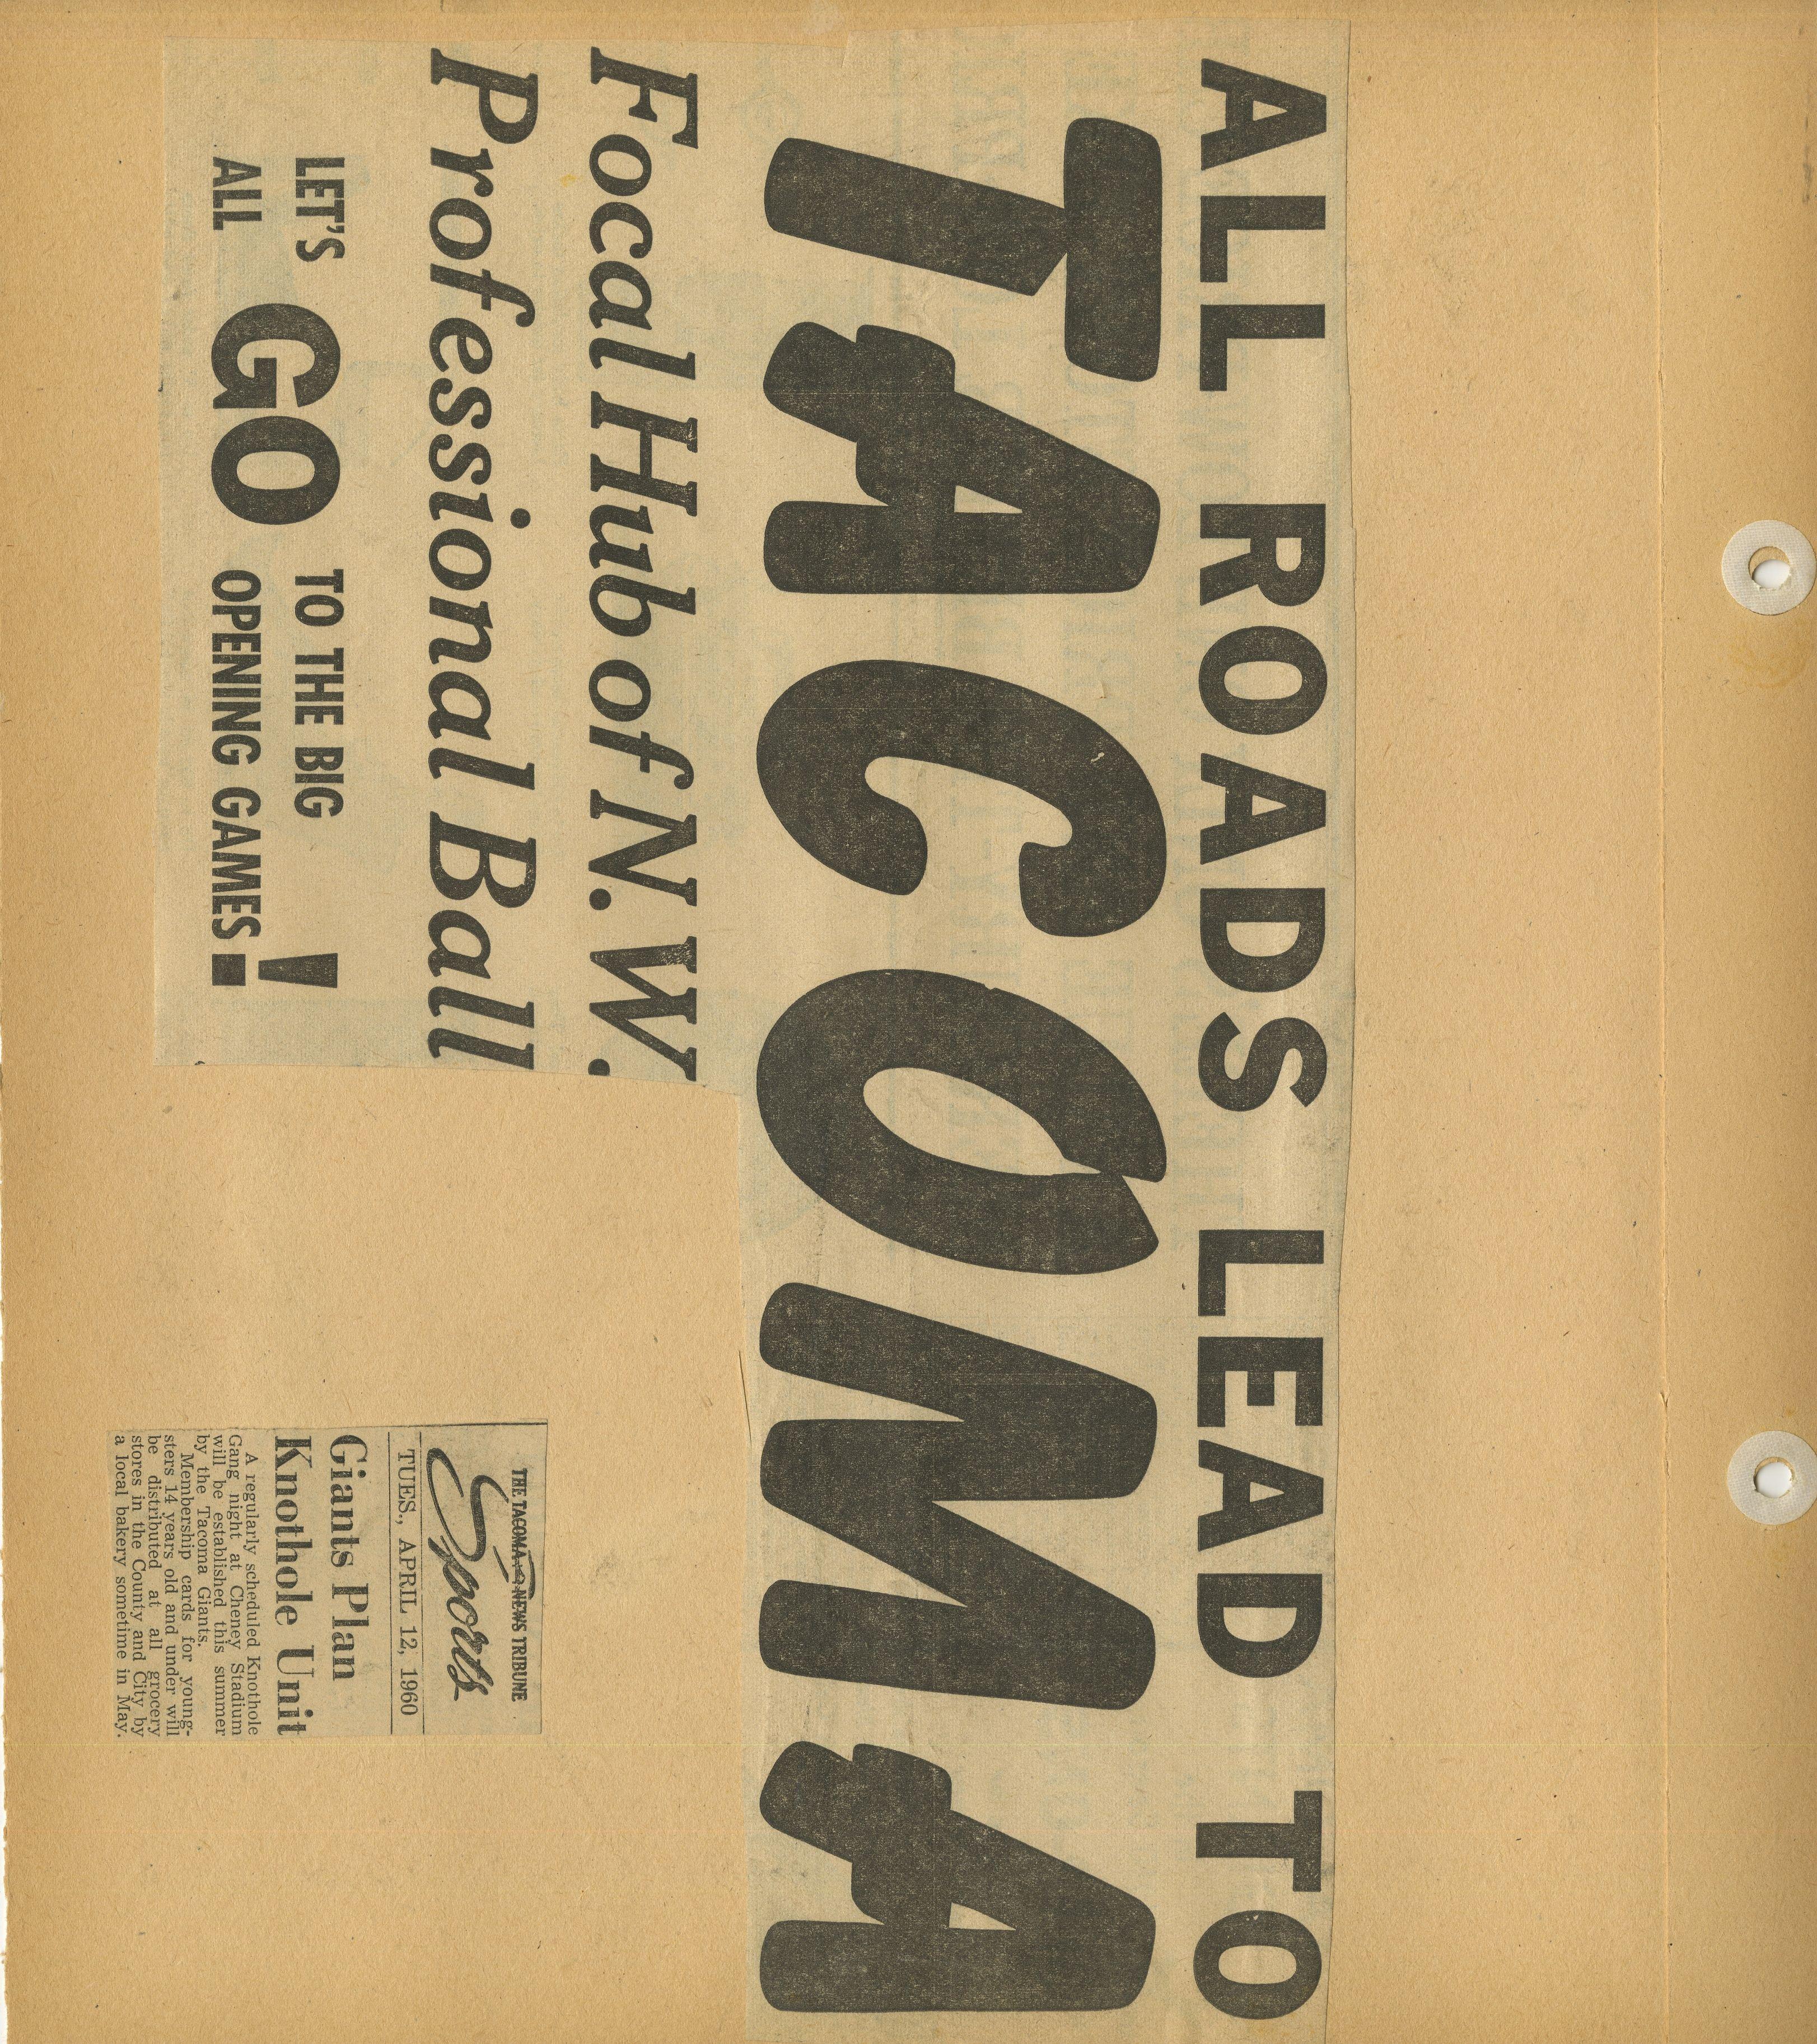 ALL ROADS LEAD TO
TACOMA
Focal Hub of N.W.
Professional Ball
LET'S ALL GO TO THE BIG OPENING GAMES!
THE TACOMA NEWS TRIBUNE
Sports
TUES., APRIL 12, 1960
Giants Plan
Knothole Unit
A regularly scheduled Knothole
Gang night at Cheney Stadium
will be established this summer
by the Tacoma Giants.
Membership cards for young-
sters 14 years old and under will
be distributed at all grocery
stores in the County and City by
a local bakery sometime in May.